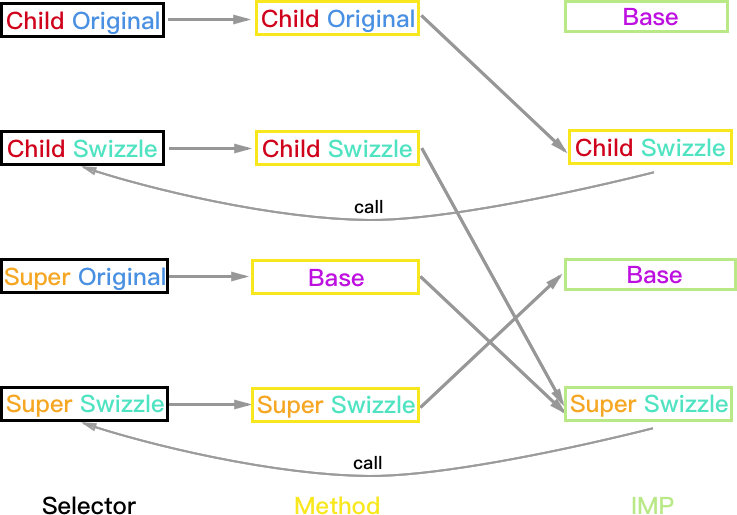 Child Original Child Original Base
Child Swizzle Child Swizzle Child Swizzle
call
Super Original Base Base
Super Swizzle Super Swizzle Super Swizzle
call
Selector Method IMP